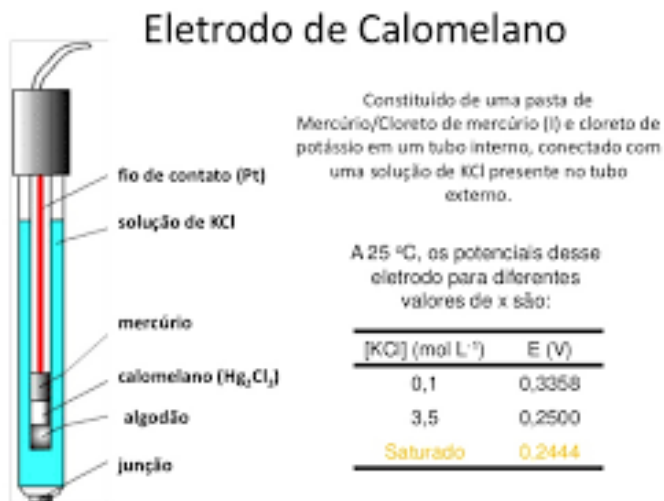 Eletrodo de Calomelano
Constituído de uma pasta de
Mercúrio/Cloreto de mercúrio (I) e cloreto de
potássio em um tubo interno, conectado com
uma solução de KCl presente no tubo
externo.
fio de contato (Pt)
solução de KCl
mercúrio
calomelano (Hg₂Cl₂)
algodão
junção
A 25 ºC, os potenciais desse
eletrodo para diferentes
valores de x são:
[KCl] (mol L⁻¹) E (V)
0,1 0,3358
3,5 0,2500
Saturado 0,2444